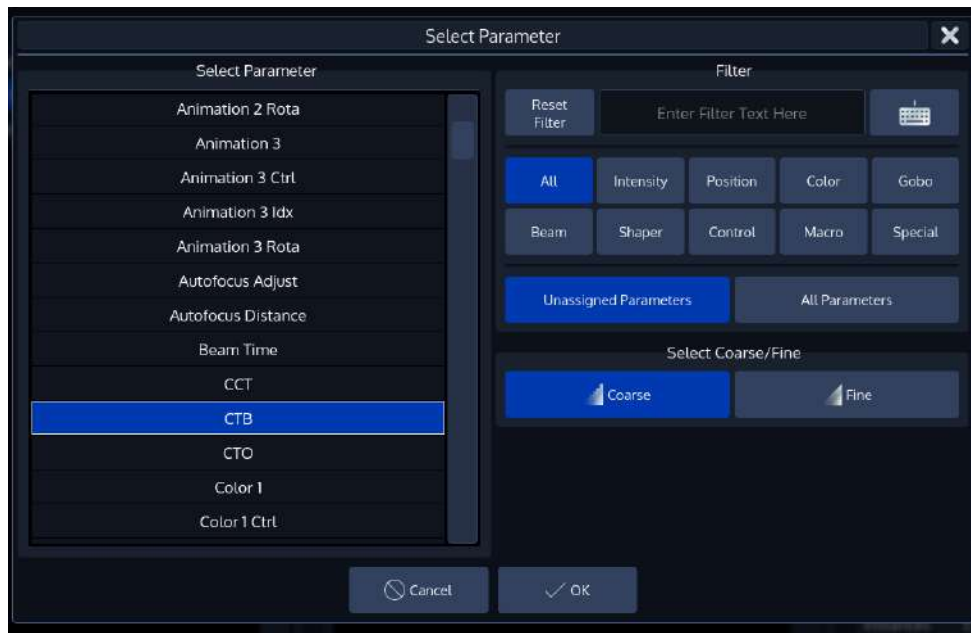 Select Parameter
Select Parameter
Animation 2 Rota
Animation 3
Animation 3 Ctrl
Animation 3 Idx
Animation 3 Rota
Autofocus Adjust
Autofocus Distance
Beam Time
CCT
CTB
CTO
Color 1
Color 1 Ctrl
Filter
Reset
Filter
Enter Filter Text Here
All
Intensity
Position
Color
Gobo
Beam
Shaper
Control
Macro
Special
Unassigned Parameters
All Parameters
Select Coarse/Fine
Coarse
Fine
Cancel
OK